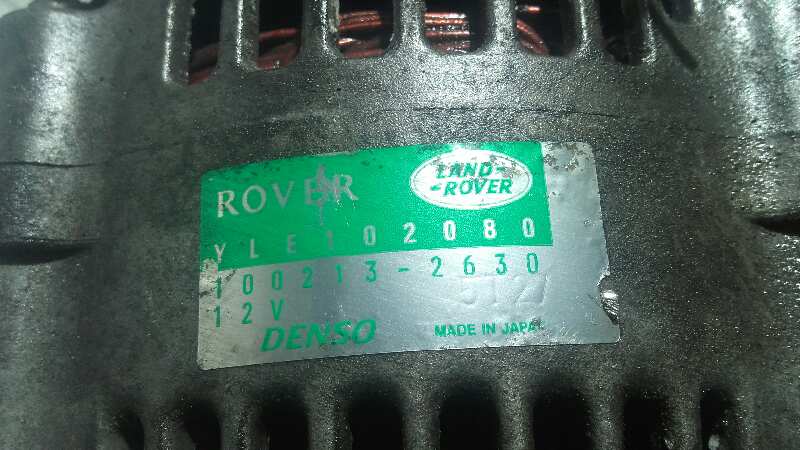 ROVER
LAND-
-ROVER
YLE102080
100213-2630
12V
DENSO
MADE IN JAPAN